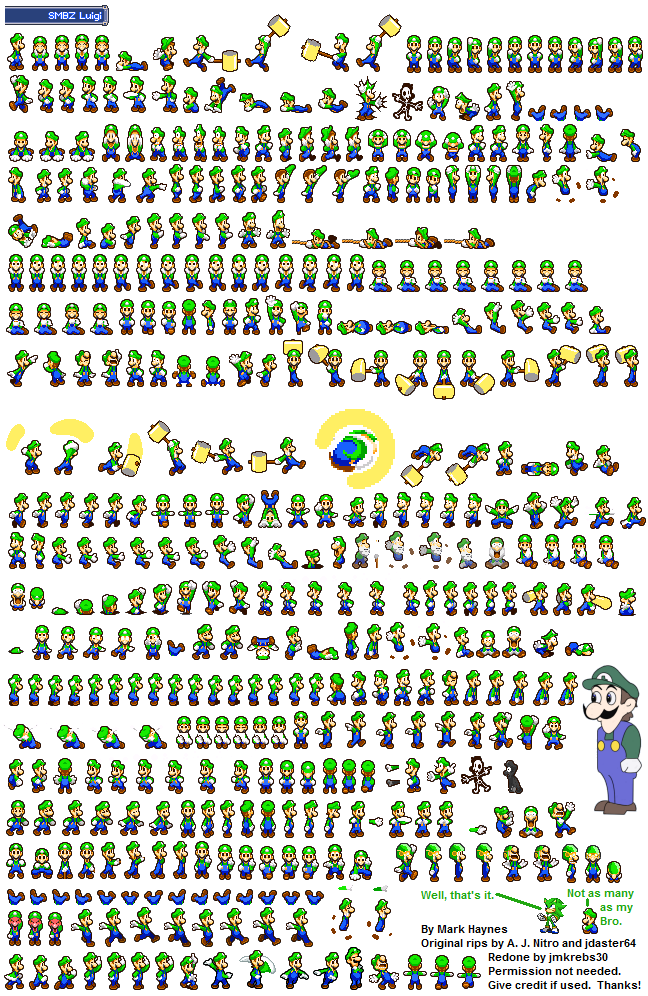 SMBZ Luigi
Well, that's it.
Not as many
as my
Bro.
By Mark Haynes
Original rips by A. J. Nitro and jdaster64
Redone by jmkrebs30
Permission not needed.
Give credit if used. Thanks!